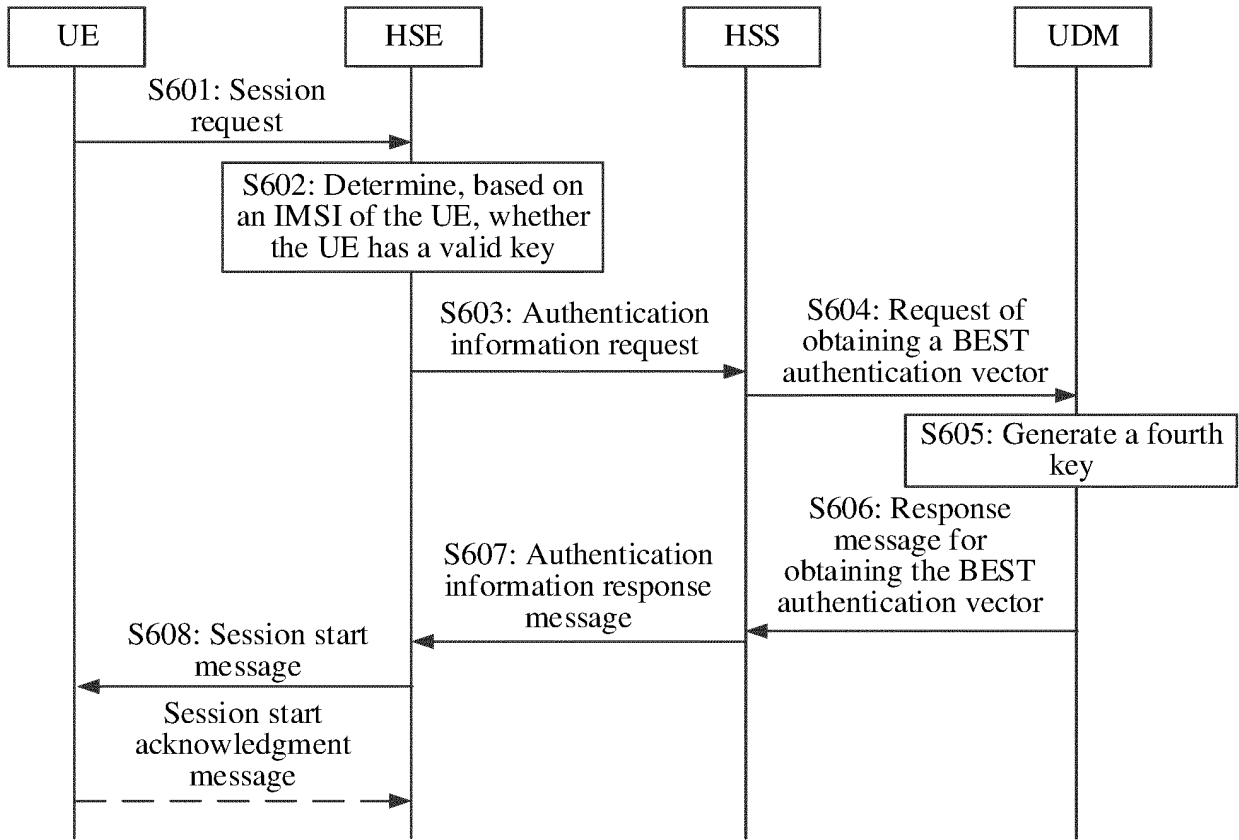 UE
HSE
HSS
UDM
S601: Session
request
S602: Determine, based on
an IMSI of the UE, whether
the UE has a valid key
S603: Authentication
information request
S604: Request of
obtaining a BEST
authentication vector
S605: Generate a fourth
key
S606: Response
message for
obtaining the BEST
authentication vector
S607: Authentication
information response
message
S608: Session start
message
Session start
acknowledgment
message